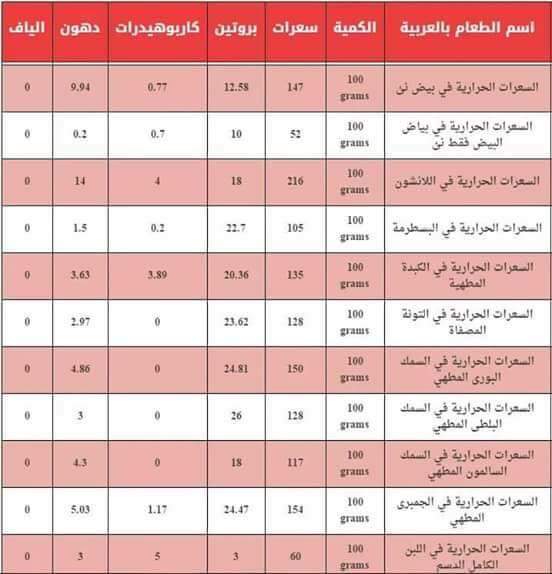 اسم الطعام بالعربية الكمية سعرات بروتين كاربوهيدرات دهون الياف
السعرات الحرارية في بيض نئ 100 grams 147 12.58 0.77 9.94 0
السعرات الحرارية في بياض
البيض فقط نئ 100 grams 52 10 0.7 0.2 0
السعرات الحرارية في اللانشون 100 grams 216 18 4 14 0
السعرات الحرارية في البسطرمة 100 grams 105 22.7 0.2 1.5 0
السعرات الحرارية في الكبدة
المطهية 100 grams 135 20.36 3.89 3.63 0
السعرات الحرارية في التونة
المصفاة 100 grams 128 23.62 0 2.97 0
السعرات الحرارية في السمك
البورى المطهي 100 grams 150 24.81 0 4.86 0
السعرات الحرارية في السمك
البلطى المطهي 100 grams 128 26 0 3 0
السعرات الحرارية في السمك
السالمون المطهي 100 grams 117 18 0 4.3 0
السعرات الحرارية في الجمبرى
المطهي 100 grams 154 24.47 1.17 5.03 0
السعرات الحرارية في اللبن
الكامل الدسم 100 grams 60 3 5 3 0